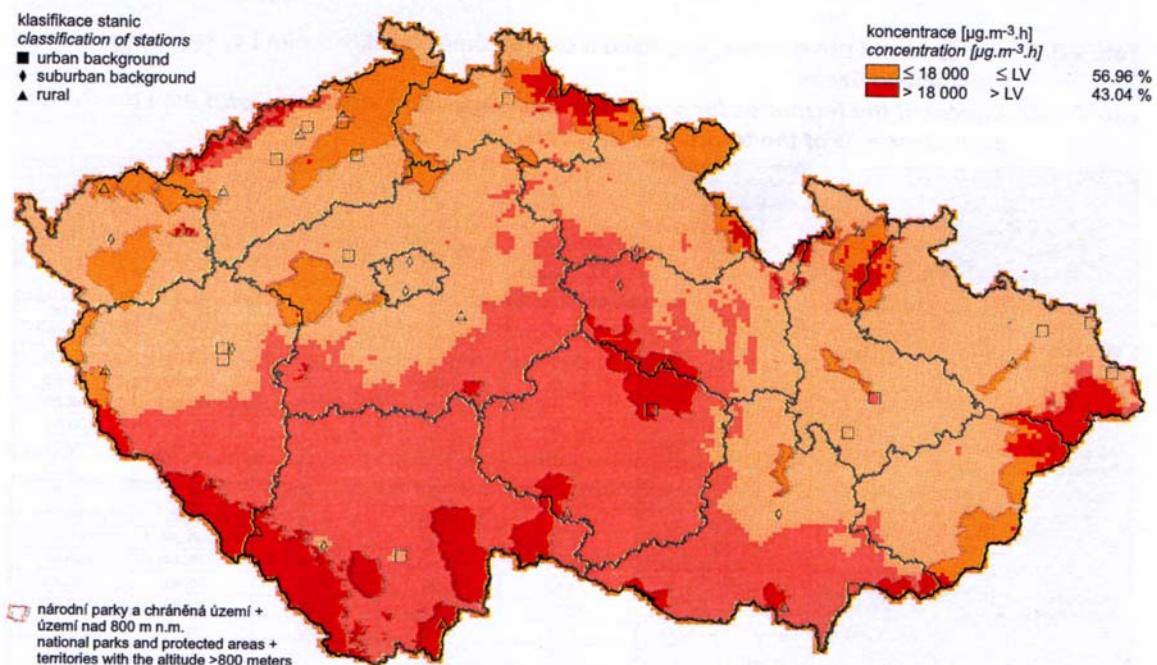 klasifikace stanic
classification of stations
urban background
suburban background
rural
koncentrace [µg.m-³.h]
concentration [µg.m-³.h]
≤ 18 000 ≤ LV 56.96 %
> 18 000 > LV 43.04 %
národní parky a chráněná území +
území nad 800 m n.m.
national parks and protected areas +
territories with the altitude >800 meters